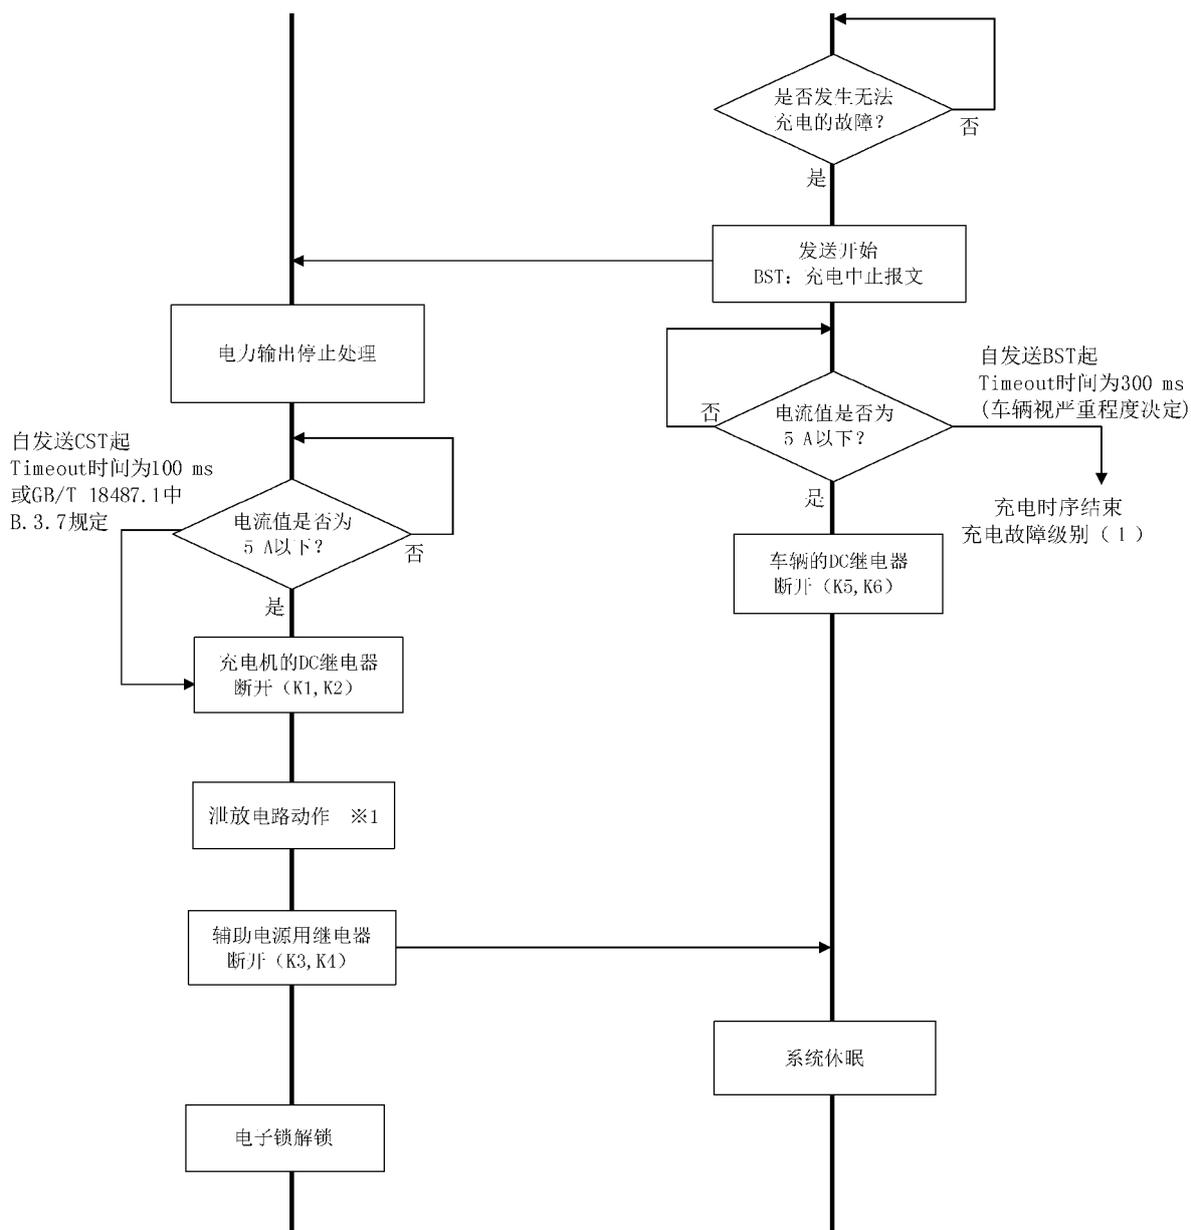 是否发生无法
充电的故障？
否
是
发送开始
BST：充电中止报文
电力输出停止处理
自发送BST起
Timeout时间为300 ms
(车辆视严重程度决定)
否
电流值是否为
5 A以下？
是
自发送CST起
Timeout时间为100 ms
或GB/T 18487.1中
B.3.7规定
电流值是否为
5 A以下？
否
是
充电时序结束
充电故障级别（1）
车辆的DC继电器
断开（K5,K6）
充电机的DC继电器
断开（K1,K2）
泄放电路动作　※1
辅助电源用继电器
断开（K3,K4）
系统休眠
电子锁解锁